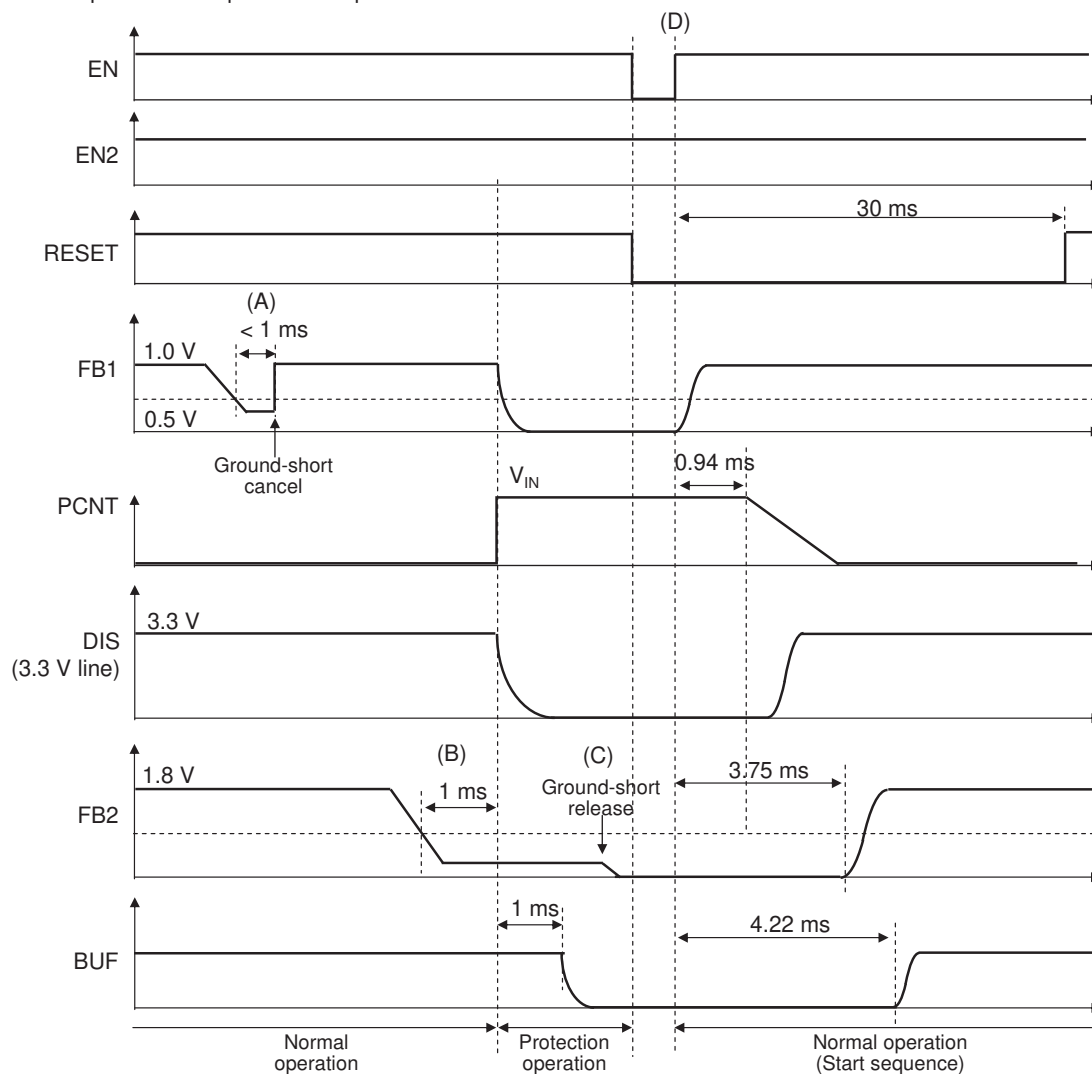 (D)
EN
EN2
30 ms
RESET
(A)
< 1 ms
1.0 V
FB1
0.5 V
Ground-short
cancel
0.94 ms
VIN
PCNT
3.3 V
DIS
(3.3 V line)
(B)
(C)
1.8 V
3.75 ms
1 ms
Ground-short
release
FB2
1 ms
4.22 ms
BUF
Normal
operation
Protection
operation
Normal operation
(Start sequence)